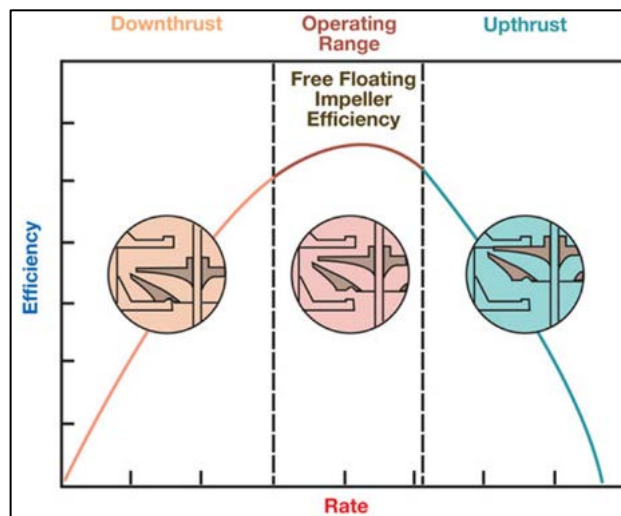 Downthrust
Operating
Range
Upthrust
Free Floating
Impeller
Efficiency
Efficiency
Rate